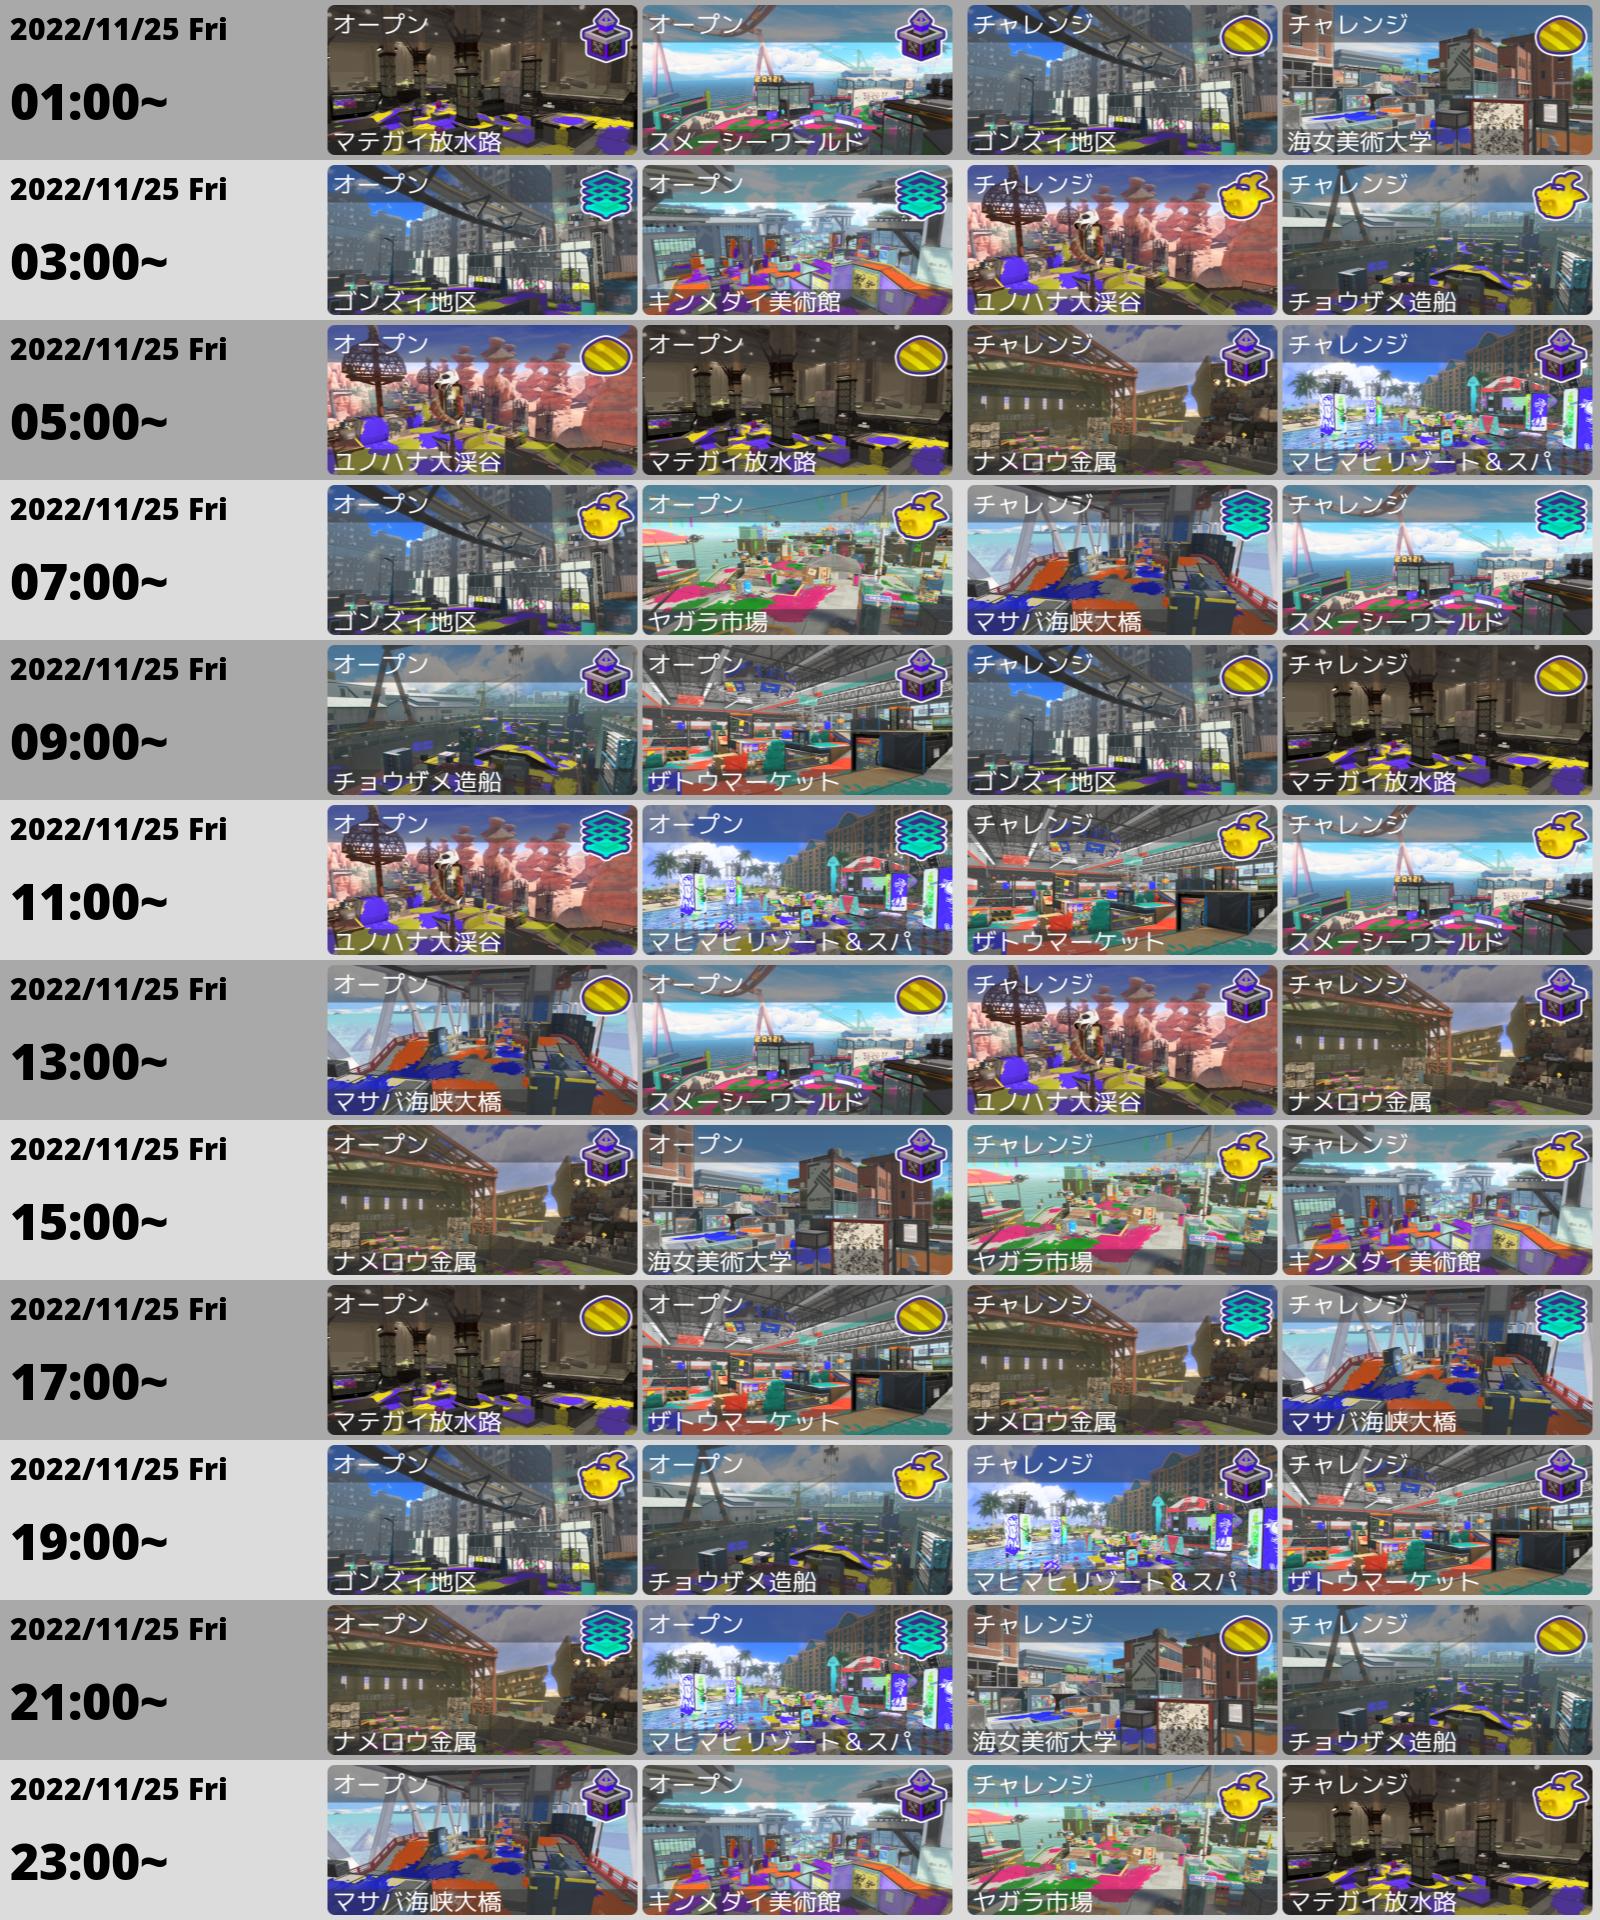 2022/11/25 Fri
01:00~
オープン
マテガイ放水路
オープン
スメーシーワールド
チャレンジ
ゴンズイ地区
チャレンジ
海女美術大学
2022/11/25 Fri
03:00~
オープン
ゴンズイ地区
オープン
キンメダイ美術館
チャレンジ
ユノハナ大渓谷
チャレンジ
チョウザメ造船
2022/11/25 Fri
05:00~
オープン
ユノハナ大渓谷
オープン
マテガイ放水路
チャレンジ
ナメロウ金属
チャレンジ
マヒマヒリゾート＆スパ
2022/11/25 Fri
07:00~
オープン
ゴンズイ地区
オープン
ヤガラ市場
チャレンジ
マサバ海峡大橋
チャレンジ
スメーシーワールド
2022/11/25 Fri
09:00~
オープン
チョウザメ造船
オープン
ザトウマーケット
チャレンジ
ゴンズイ地区
チャレンジ
マテガイ放水路
2022/11/25 Fri
11:00~
オープン
ユノハナ大渓谷
オープン
マヒマヒリゾート＆スパ
チャレンジ
ザトウマーケット
チャレンジ
スメーシーワールド
2022/11/25 Fri
13:00~
オープン
マサバ海峡大橋
オープン
スメーシーワールド
チャレンジ
ユノハナ大渓谷
チャレンジ
ナメロウ金属
2022/11/25 Fri
15:00~
オープン
ナメロウ金属
オープン
海女美術大学
チャレンジ
ヤガラ市場
チャレンジ
キンメダイ美術館
2022/11/25 Fri
17:00~
オープン
マテガイ放水路
オープン
ザトウマーケット
チャレンジ
ナメロウ金属
チャレンジ
マサバ海峡大橋
2022/11/25 Fri
19:00~
オープン
ゴンズイ地区
オープン
チョウザメ造船
チャレンジ
マヒマヒリゾート＆スパ
チャレンジ
ザトウマーケット
2022/11/25 Fri
21:00~
オープン
ナメロウ金属
オープン
マヒマヒリゾート＆スパ
チャレンジ
海女美術大学
チャレンジ
チョウザメ造船
2022/11/25 Fri
23:00~
オープン
マサバ海峡大橋
オープン
キンメダイ美術館
チャレンジ
ヤガラ市場
チャレンジ
マテガイ放水路